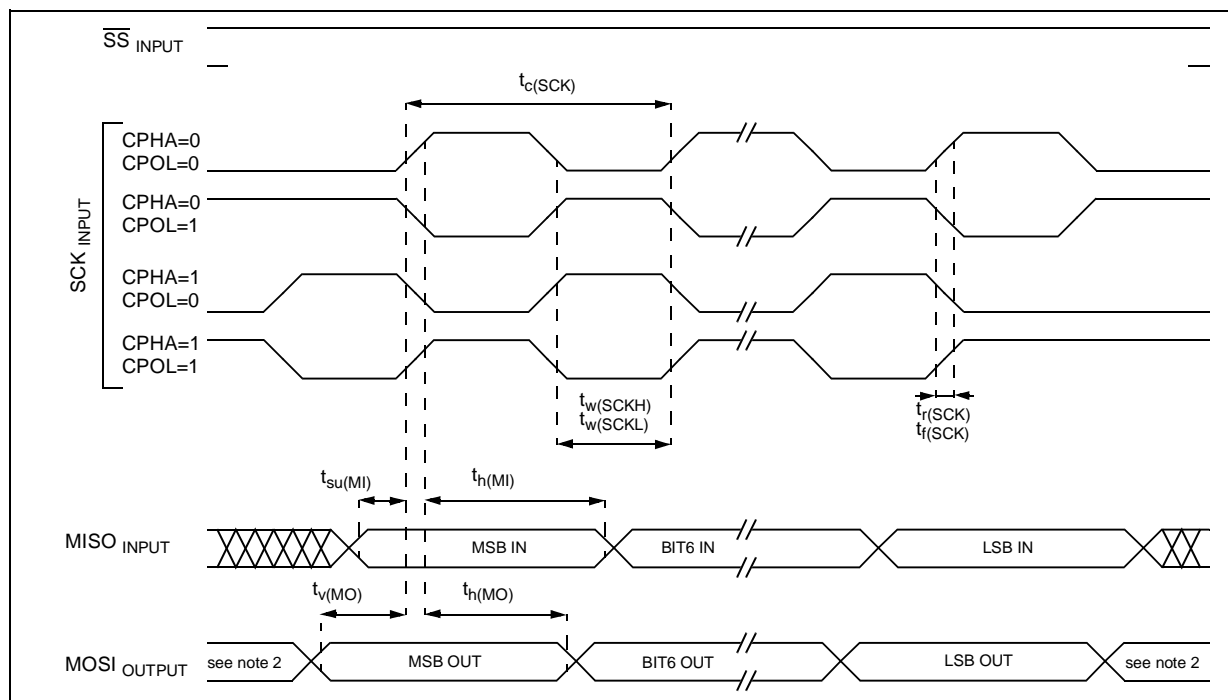 SS INPUT
tc(SCK)
SCK INPUT
CPHA=0
CPOL=0
CPHA=0
CPOL=1
CPHA=1
CPOL=0
CPHA=1
CPOL=1
tw(SCKH)
tw(SCKL)
tr(SCK)
tf(SCK)
tsu(MI)
th(MI)
MISO INPUT
MSB IN
BIT6 IN
LSB IN
tv(MO)
th(MO)
MOSI OUTPUT
see note 2
MSB OUT
BIT6 OUT
LSB OUT
see note 2